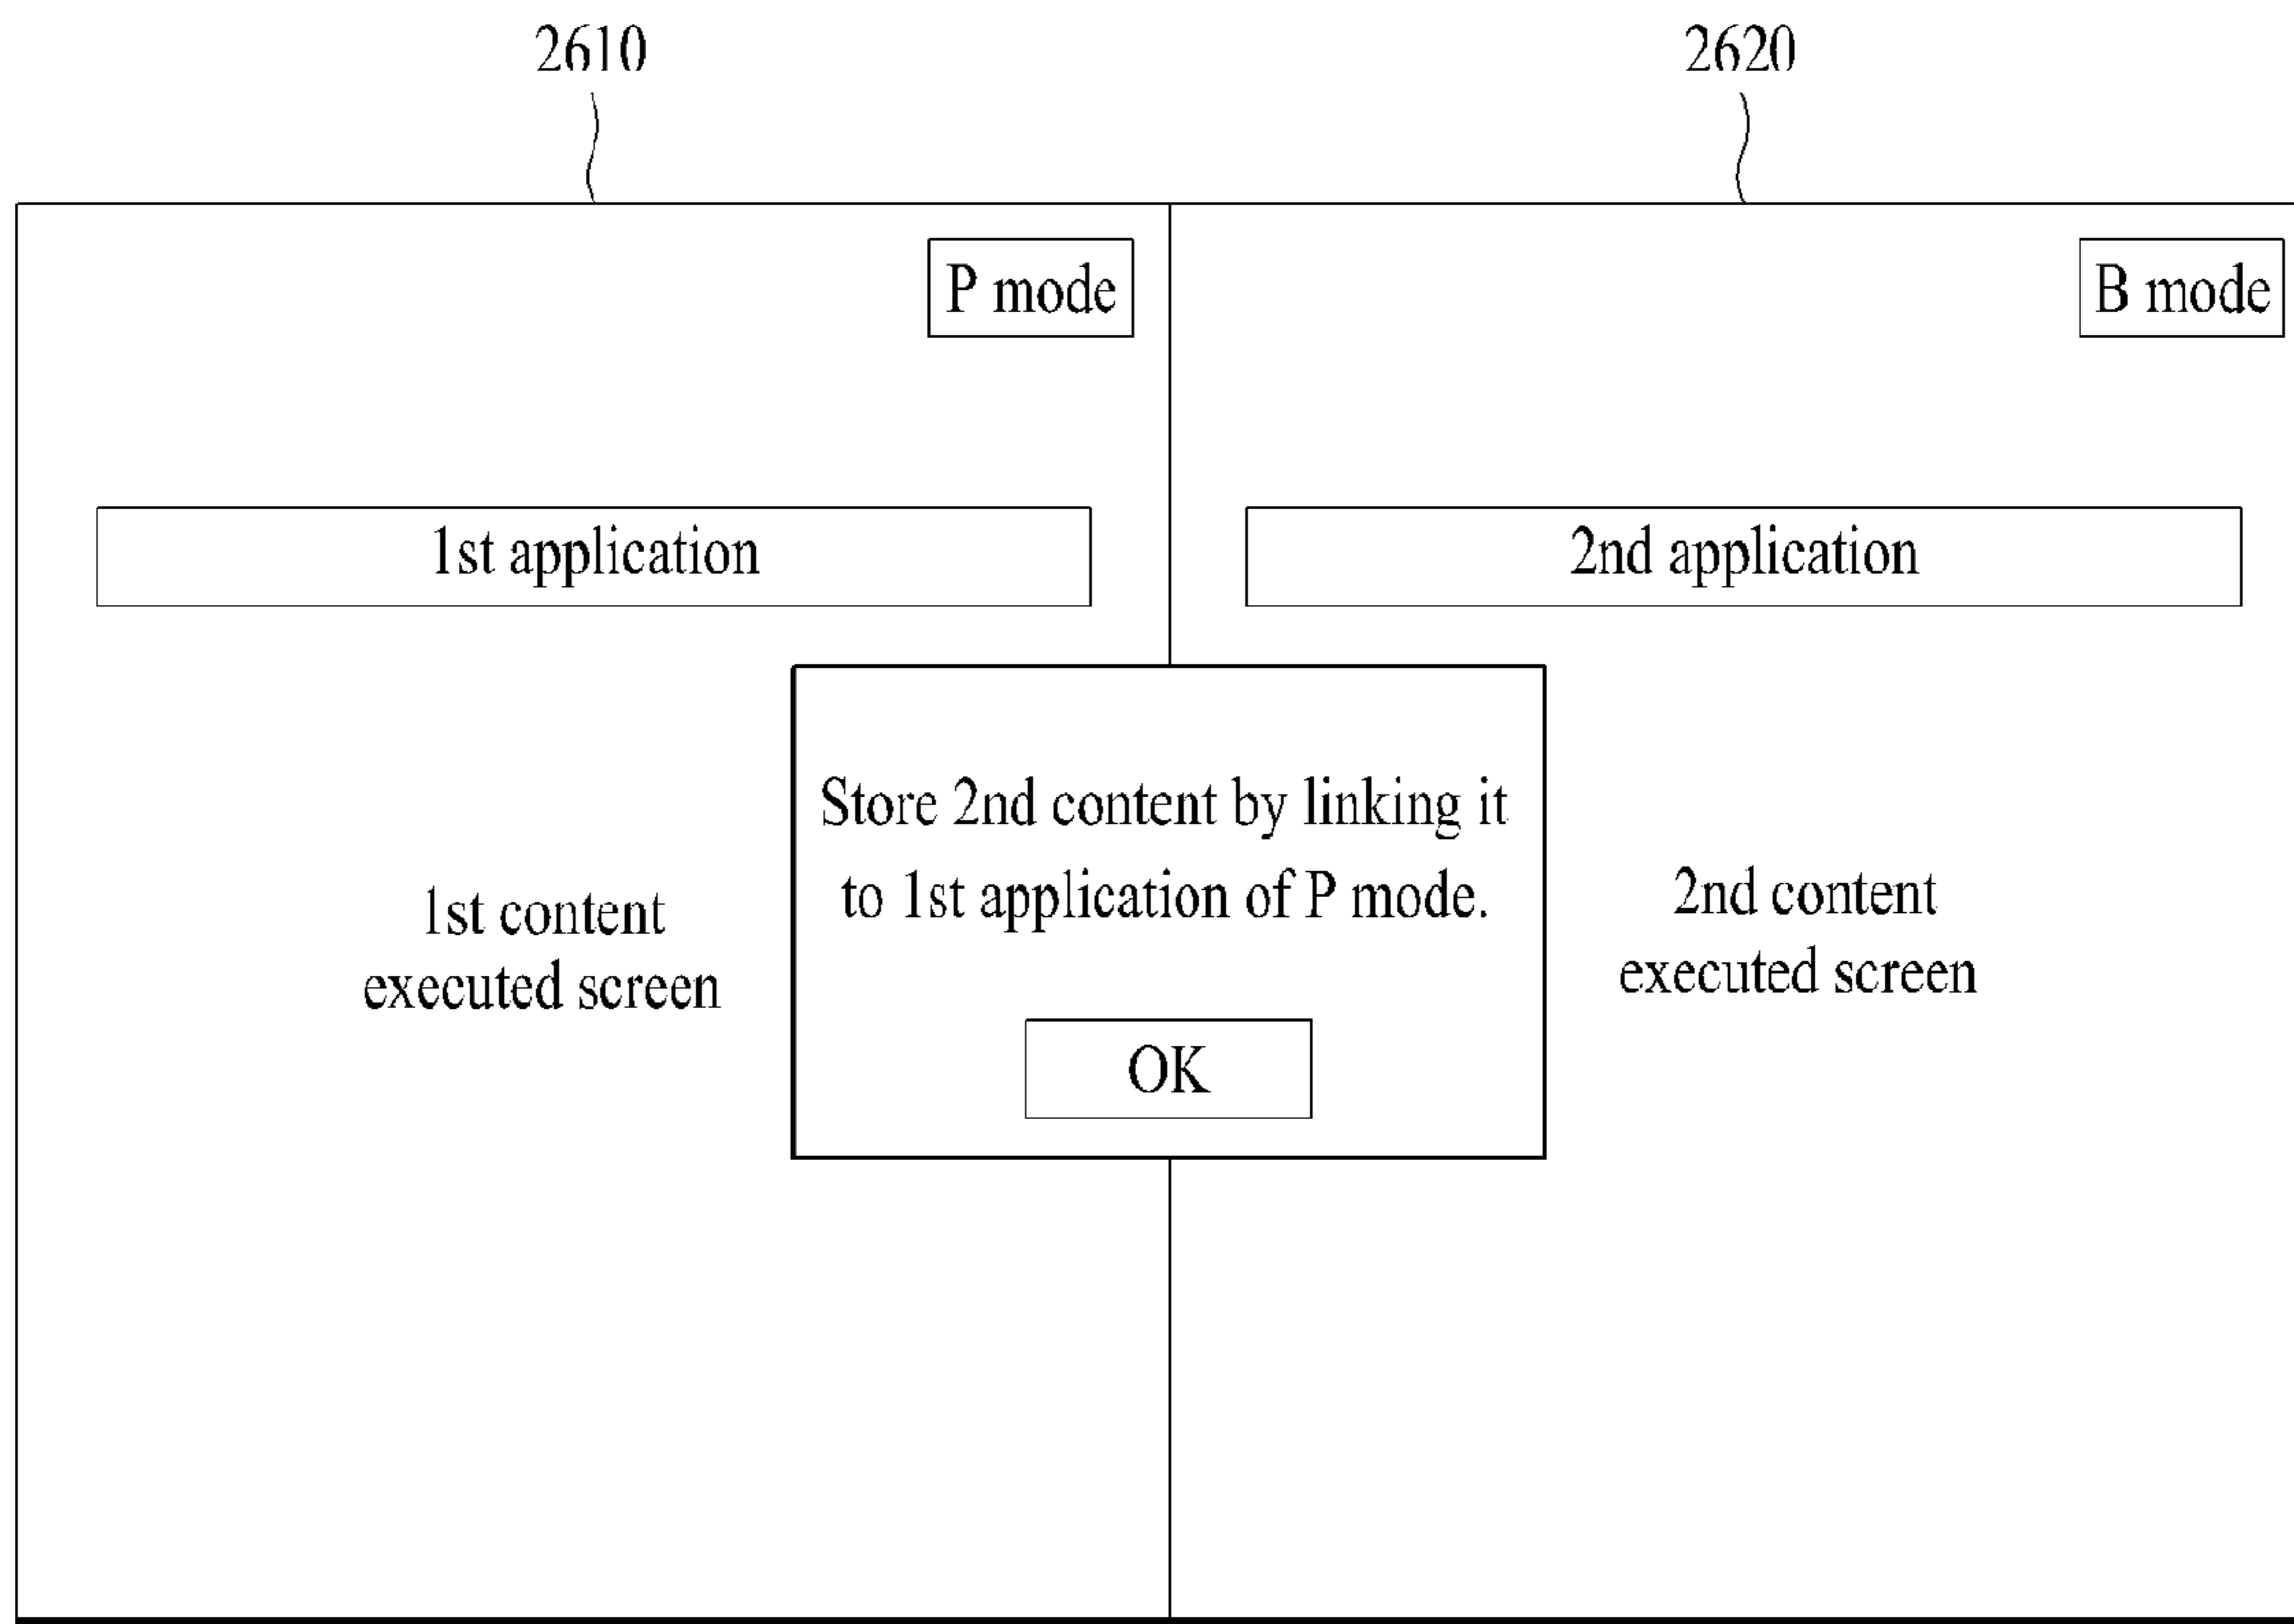 2610
2620
P mode
B mode
1st application
2nd application
Store 2nd content by linking it
to 1st application of P mode.
OK
1st content
executed screen
2nd content
executed screen